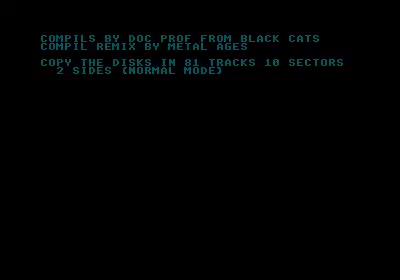 COMPILS BY DOC PROF FROM BLACK CATS
COMPIL REMIX BY METAL AGES
COPY THE DISKS IN 81 TRACKS 10 SECTORS
2 SIDES (NORMAL MODE)